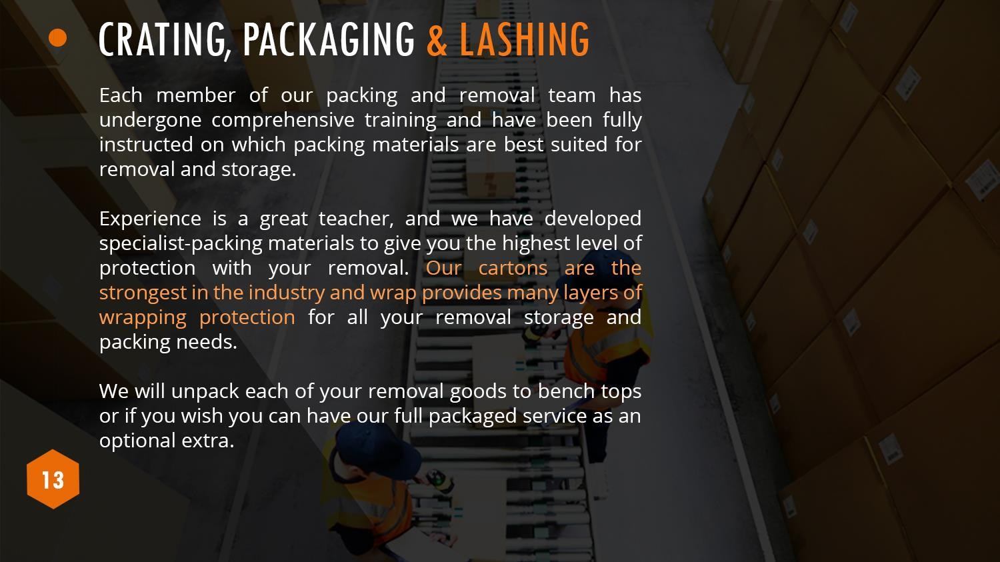 CRATING, PACKAGING & LASHING
Each member of our packing and removal team has
undergone comprehensive training and have been fully
instructed on which packing materials are best suited for
removal and storage.
Experience is a great teacher, and we have developed
specialist-packing materials to give you the highest level of
protection with your removal. Our cartons are the
strongest in the industry and wrap provides many layers of
wrapping protection for all your removal storage and
packing needs.
We will unpack each of your removal goods to bench tops
or if you wish you can have our full packaged service as an
optional extra.
13